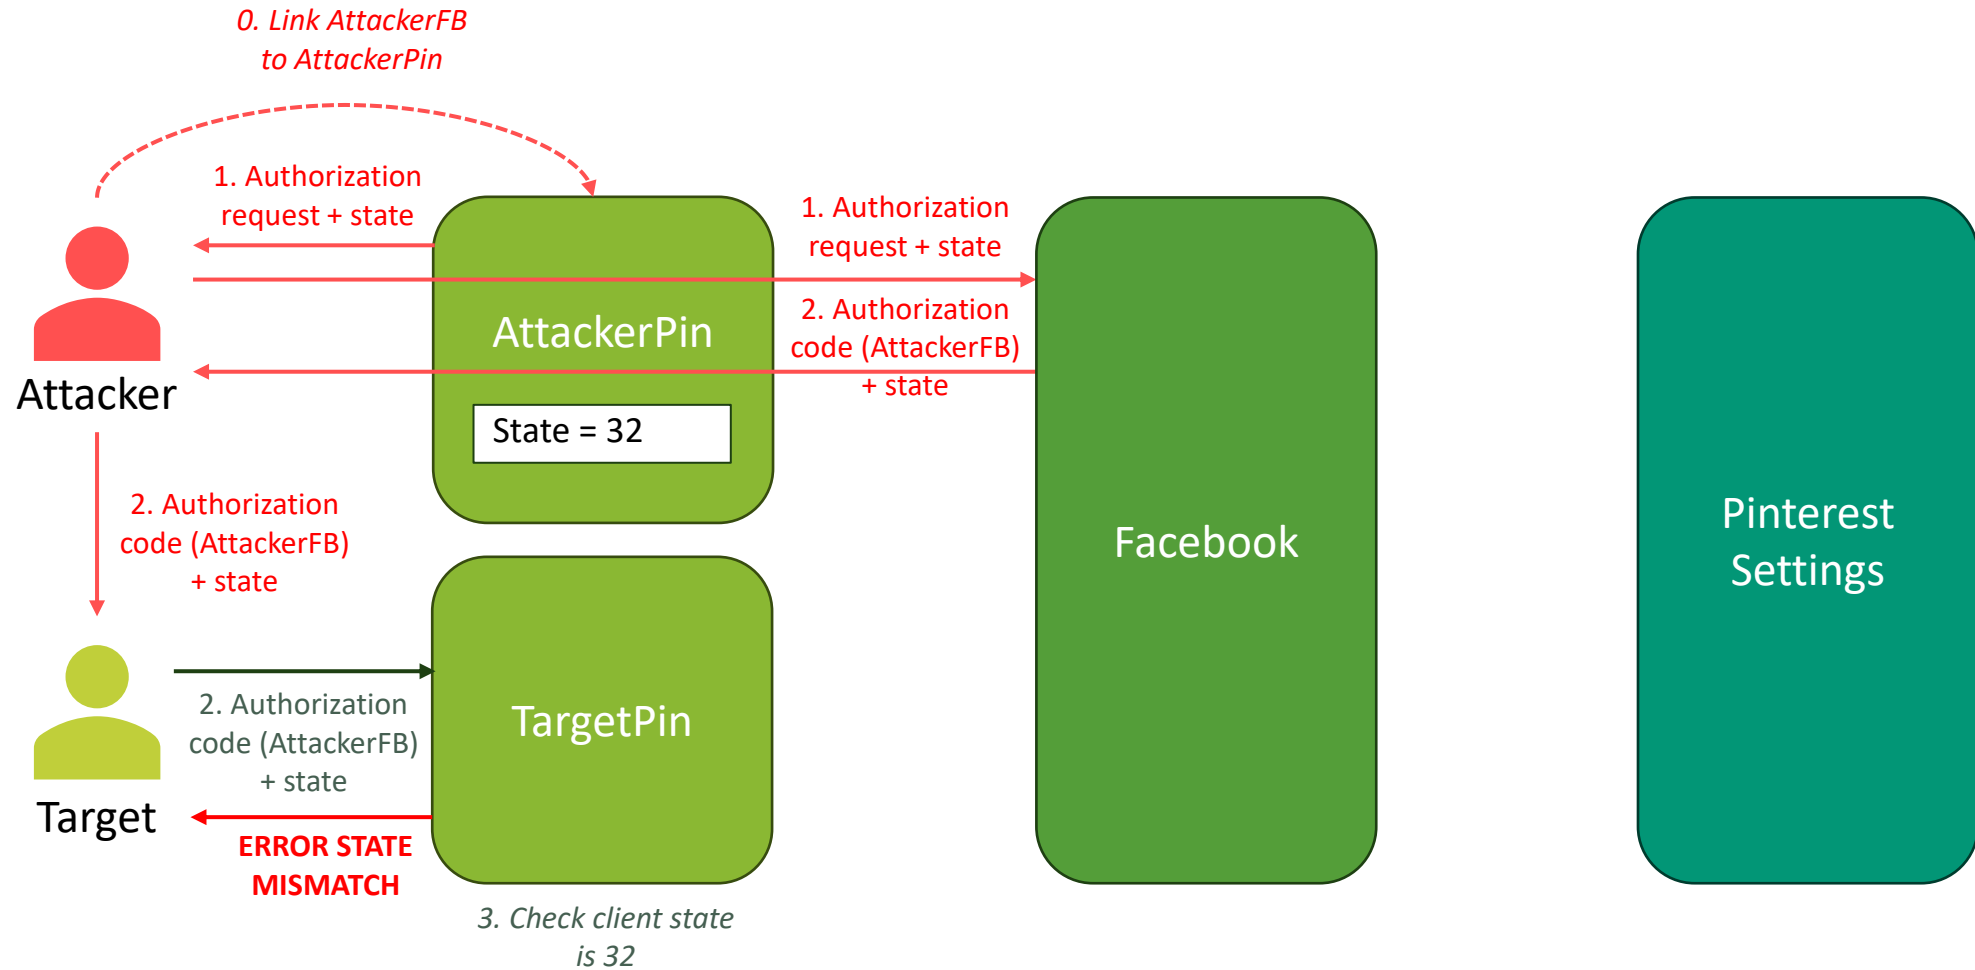 0. Link AttackerFB
to AttackerPin
1. Authorization
request + state
1. Authorization
request + state
2. Authorization
code (AttackerFB)
+ state
AttackerPin
State = 32
Attacker
2. Authorization
code (AttackerFB)
+ state
Facebook
Pinterest
Settings
2. Authorization
code (AttackerFB)
+ state
TargetPin
Target
ERROR STATE
MISMATCH
3. Check client state
is 32